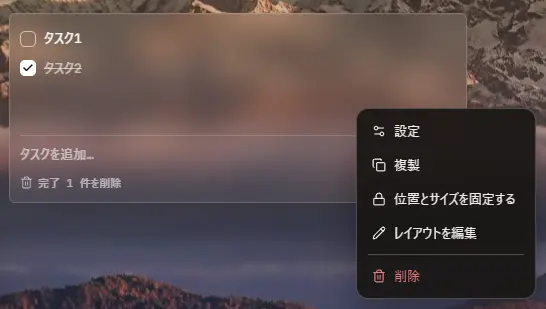 タスク1
タスク2
タスクを追加...
完了 1 件を削除
設定
複製
位置とサイズを固定する
レイアウトを編集
削除